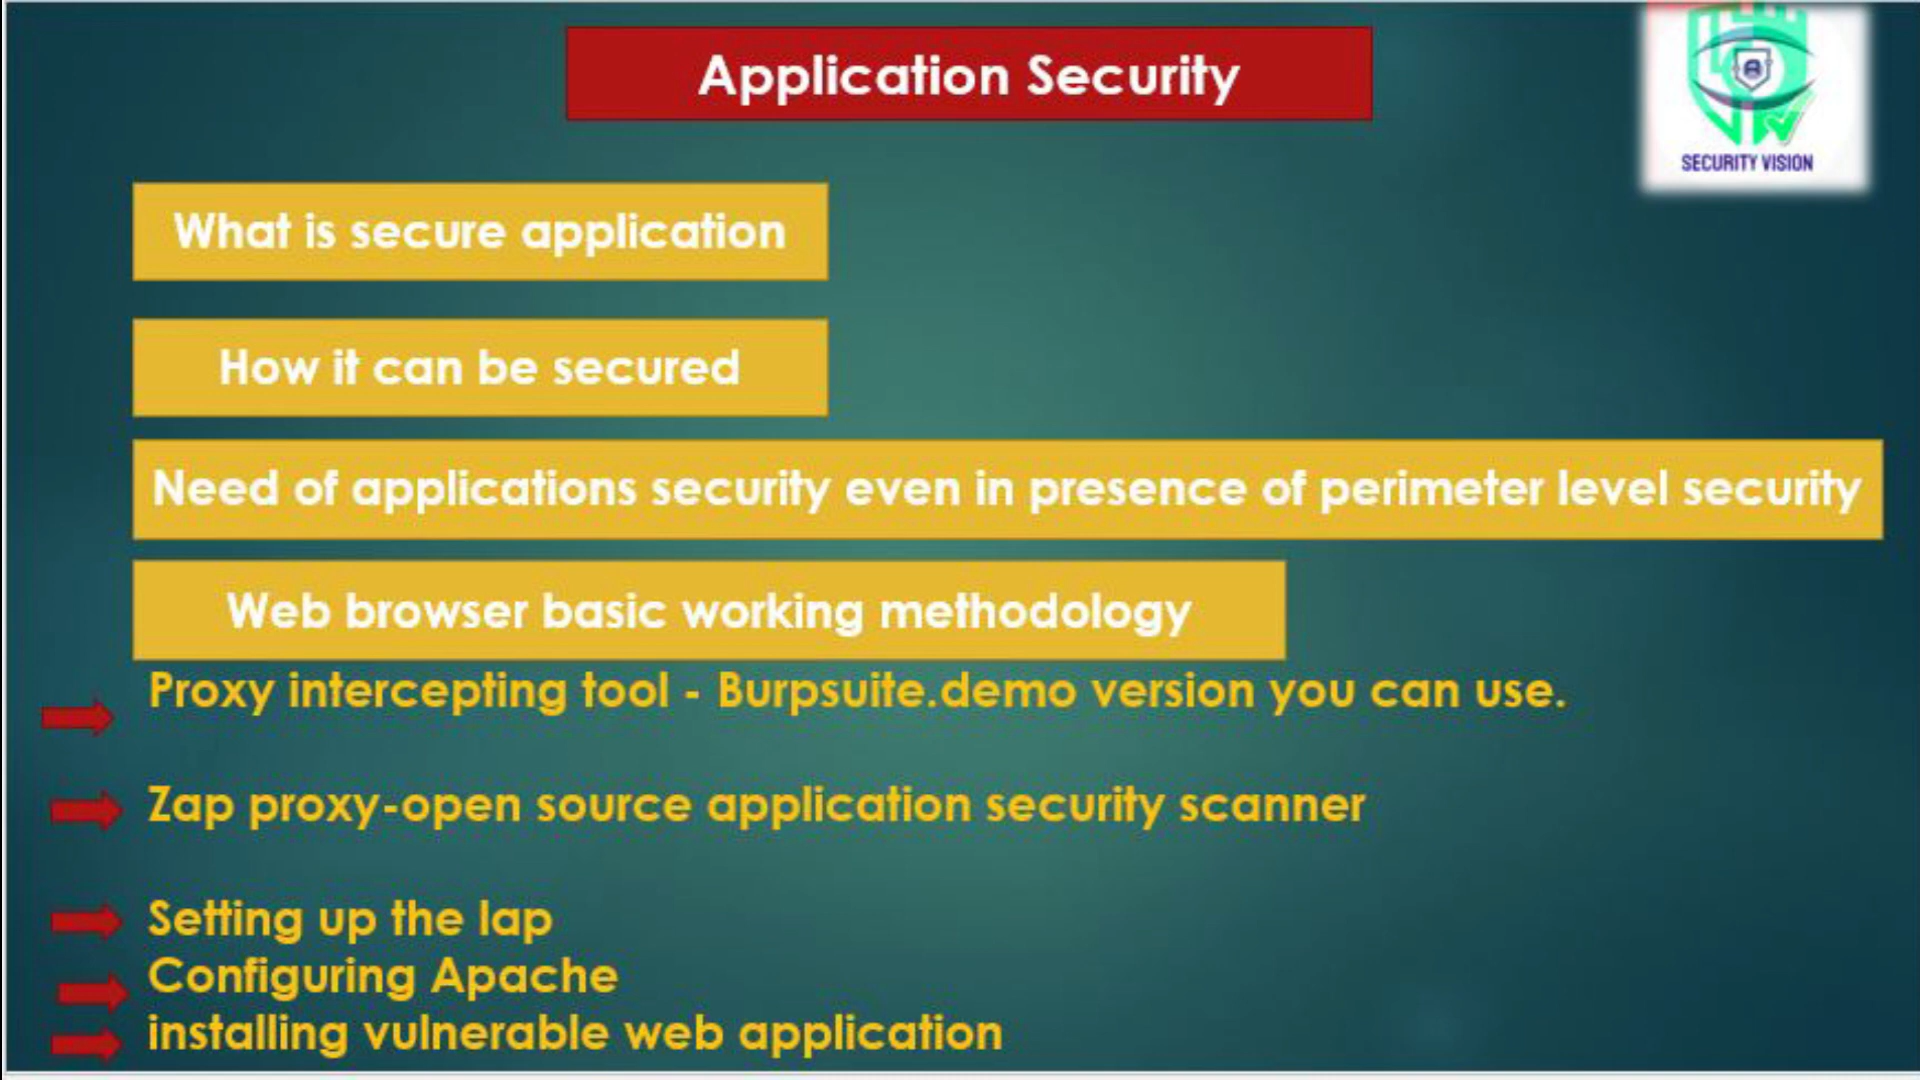 Application Security
SECURITY VISION
What is secure application
How it can be secured
Need of applications security even in presence of perimeter level security
Web browser basic working methodology
Proxy intercepting tool - Burpsuite.demo version you can use.
Zap proxy-open source application security scanner
Setting up the lap
Configuring Apache
installing vulnerable web application